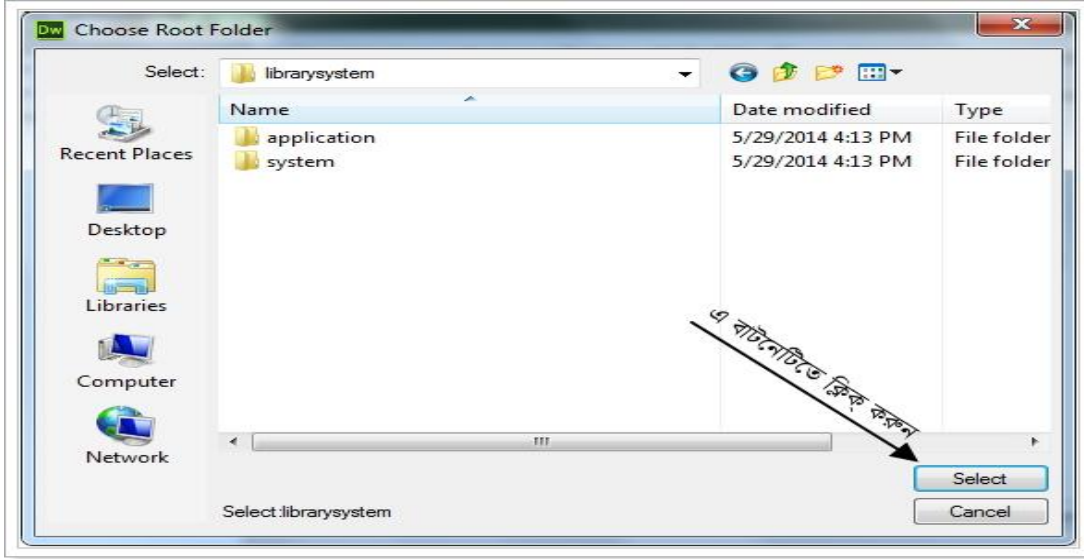 Dw Choose Root Folder
Select: librarysystem
Name Date modified Type
application 5/29/2014 4:13 PM File folder
system 5/29/2014 4:13 PM File folder
Recent Places
Desktop
Libraries
Computer
Network
এ বাটনেটিতে ক্লিক্ করুন
Select
Select:librarysystem
Cancel